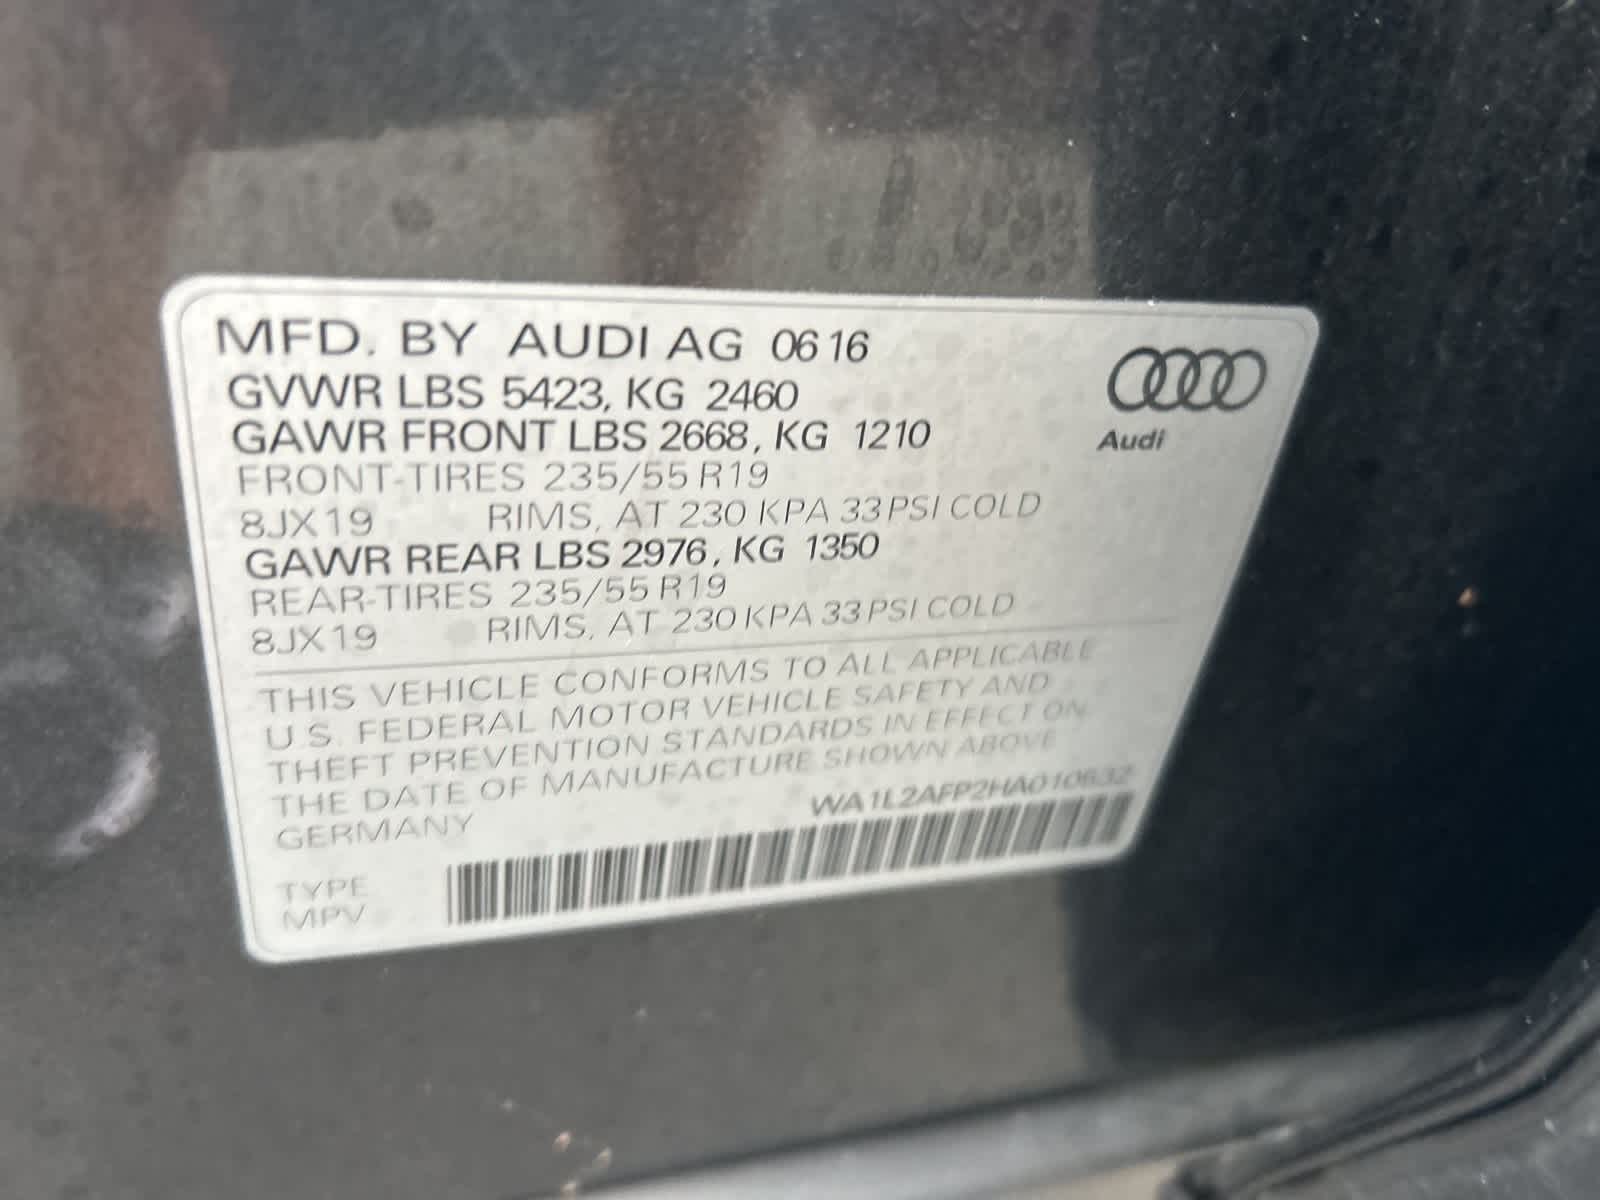 MFD. BY AUDI AG 06 16
GVWR LBS 5423, KG 2460
GAWR FRONT LBS 2668, KG 1210
FRONT-TIRES 235/55 R19
8JX19 RIMS, AT 230 KPA 33 PSI COLD
GAWR REAR LBS 2976, KG 1350
REAR-TIRES 235/55 R19
8JX19 RIMS, AT 230 KPA 33 PSI COLD
Audi
THIS VEHICLE CONFORMS TO ALL APPLICABLE
U.S. FEDERAL MOTOR VEHICLE SAFETY AND
THEFT PREVENTION STANDARDS IN EFFECT ON
THE DATE OF MANUFACTURE SHOWN ABOVE
GERMANY
WA1L2AFP2HA010632
TYPE
MPV